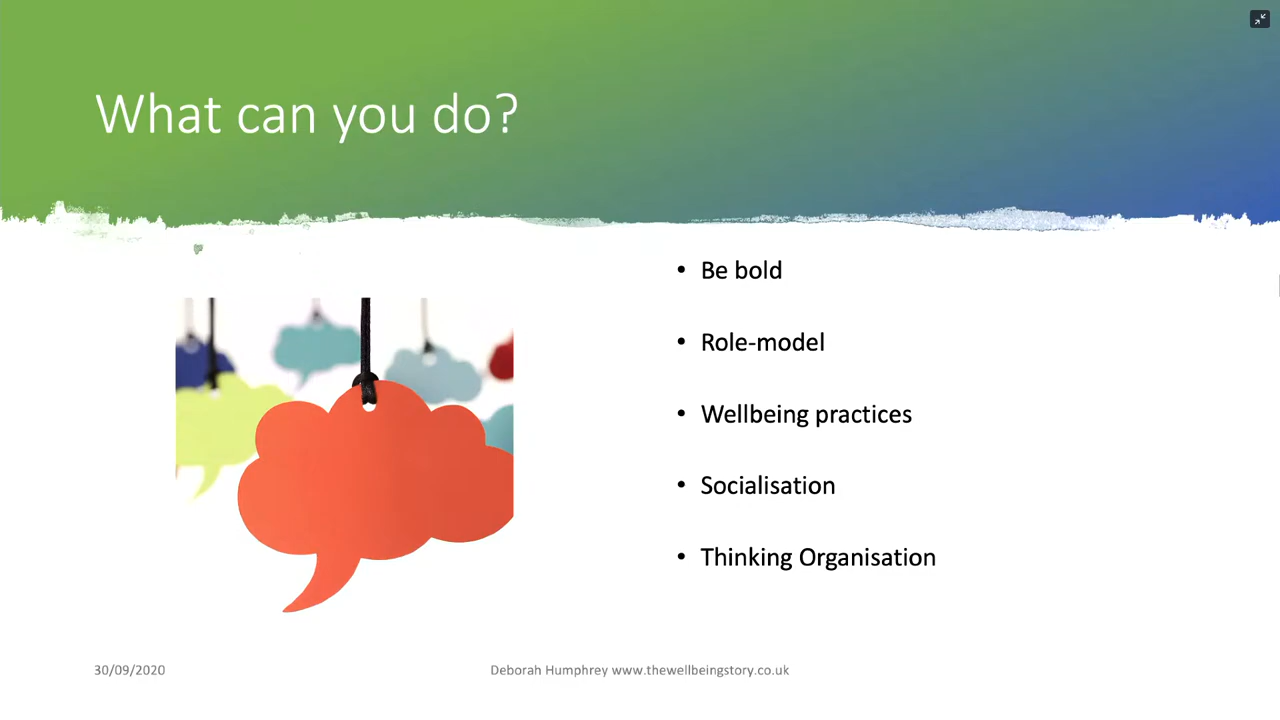 What can you do?
• Be bold
• Role-model
• Wellbeing practices
• Socialisation
• Thinking Organisation
30/09/2020
Deborah Humphrey www.thewellbeingstory.co.uk